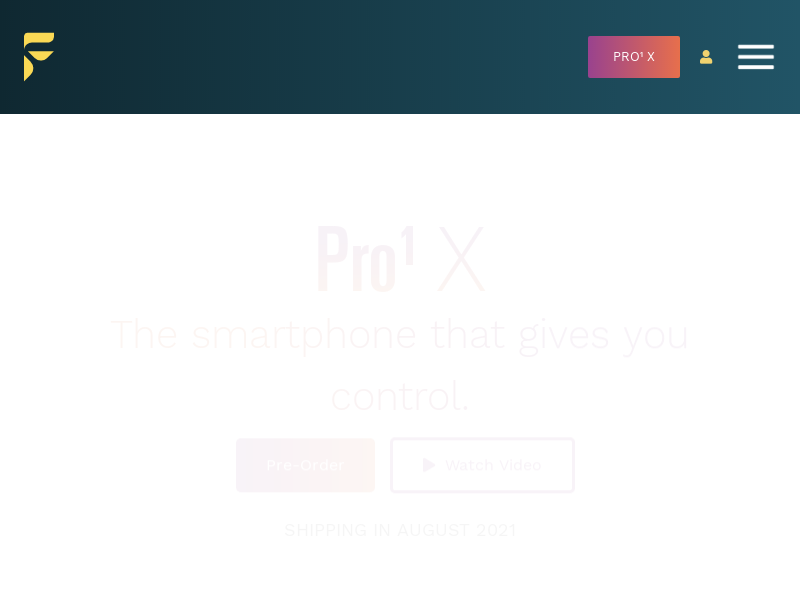 PRO¹ X
Pro¹ X
The smartphone that gives you
control.
Pre-Order
Watch Video
SHIPPING IN AUGUST 2021